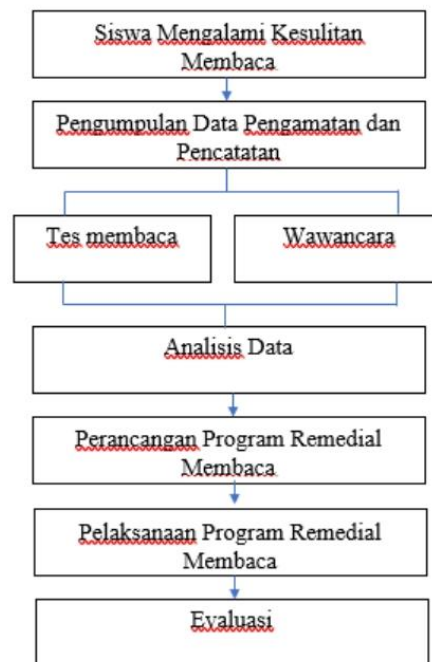 Siswa Mengalami Kesulitan
Membaca
Pengumpulan Data Pengamatan dan
Pencatatan
Tes membaca
Wawancara
Analisis Data
Perancangan Program Remedial
Membaca
Pelaksanaan Program Remedial
Membaca
Evaluasi